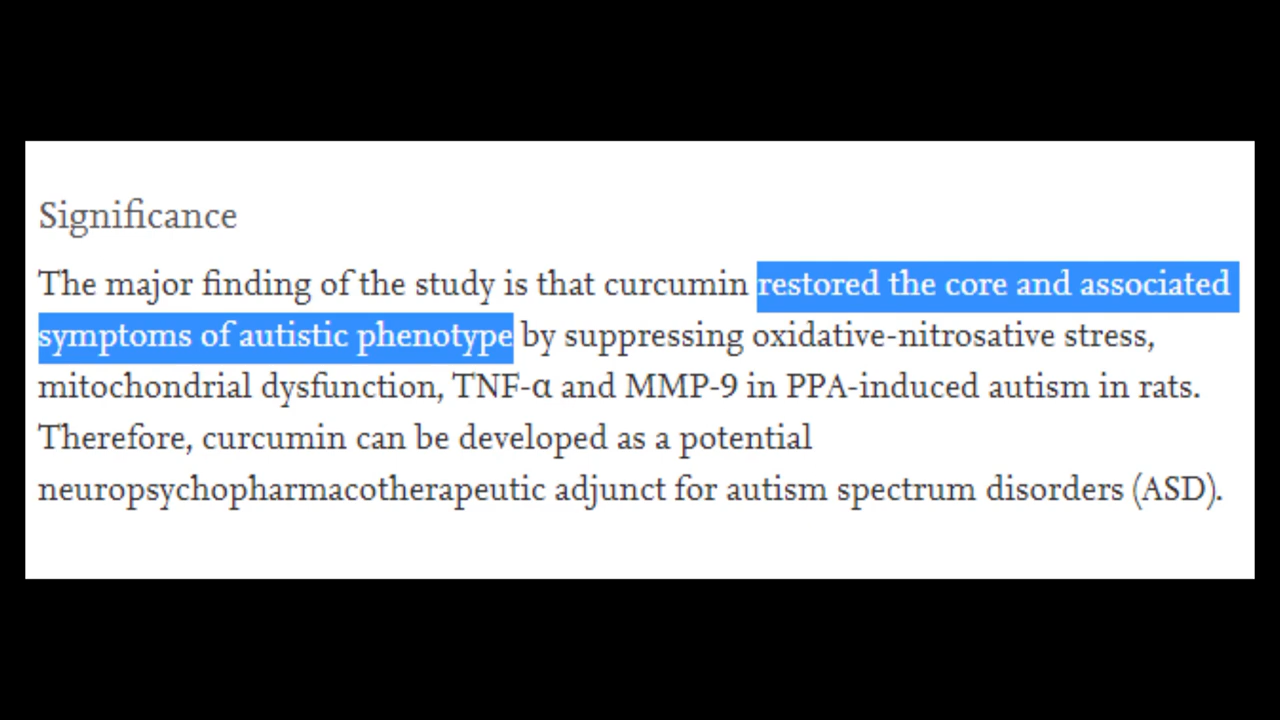 Significance
The major finding of the study is that curcumin restored the core and associated
symptoms of autistic phenotype by suppressing oxidative-nitrosative stress,
mitochondrial dysfunction, TNF-α and MMP-9 in PPA-induced autism in rats.
Therefore, curcumin can be developed as a potential
neuropsychopharmacotherapeutic adjunct for autism spectrum disorders (ASD).